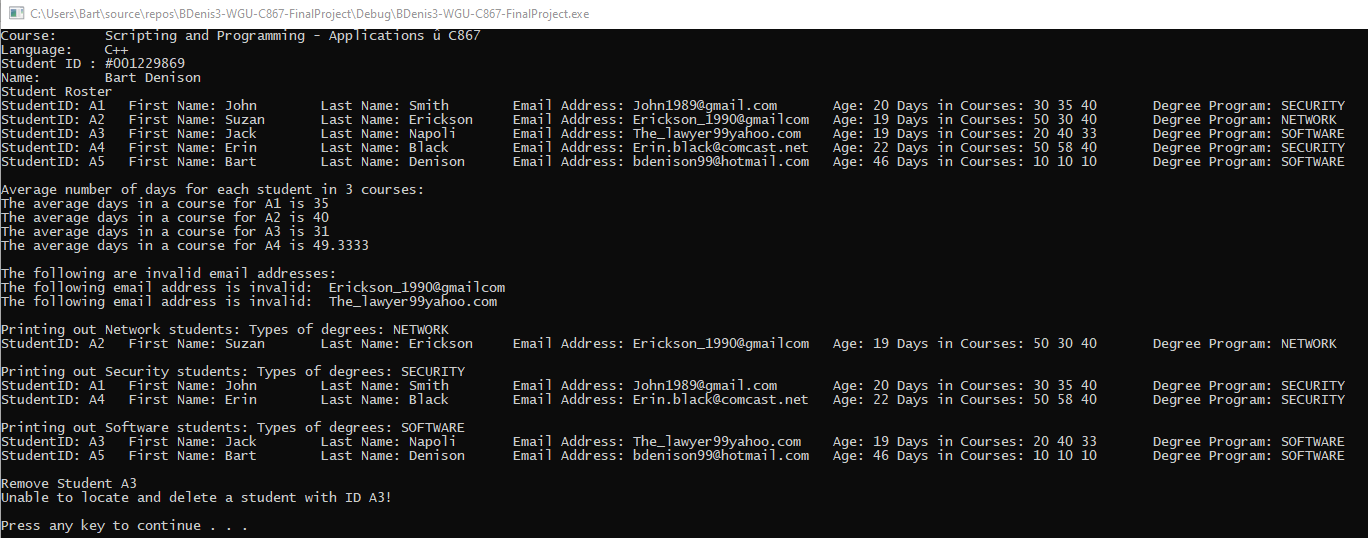 C:\Users\Bart\source\repos\BDenis3-WGU-C867-FinalProject\Debug\BDenis3-WGU-C867-FinalProject.exe
Course: Scripting and Programming - Applications û C867
Language: C++
Student ID : #001229869
Name: Bart Denison
Student Roster
StudentID: A1 First Name: John Last Name: Smith Email Address: John1989@gmail.com Age: 20 Days in Courses: 30 35 40 Degree Program: SECURITY
StudentID: A2 First Name: Suzan Last Name: Erickson Email Address: Erickson_1990@gmailcom Age: 19 Days in Courses: 50 30 40 Degree Program: NETWORK
StudentID: A3 First Name: Jack Last Name: Napoli Email Address: The_lawyer99yahoo.com Age: 19 Days in Courses: 20 40 33 Degree Program: SOFTWARE
StudentID: A4 First Name: Erin Last Name: Black Email Address: Erin.black@comcast.net Age: 22 Days in Courses: 50 58 40 Degree Program: SECURITY
StudentID: A5 First Name: Bart Last Name: Denison Email Address: bdenison99@hotmail.com Age: 46 Days in Courses: 10 10 10 Degree Program: SOFTWARE
Average number of days for each student in 3 courses:
The average days in a course for A1 is 35
The average days in a course for A2 is 40
The average days in a course for A3 is 31
The average days in a course for A4 is 49.3333
The following are invalid email addresses:
The following email address is invalid: Erickson_1990@gmailcom
The following email address is invalid: The_lawyer99yahoo.com
Printing out Network students: Types of degrees: NETWORK
StudentID: A2 First Name: Suzan Last Name: Erickson Email Address: Erickson_1990@gmailcom Age: 19 Days in Courses: 50 30 40 Degree Program: NETWORK
Printing out Security students: Types of degrees: SECURITY
StudentID: A1 First Name: John Last Name: Smith Email Address: John1989@gmail.com Age: 20 Days in Courses: 30 35 40 Degree Program: SECURITY
StudentID: A4 First Name: Erin Last Name: Black Email Address: Erin.black@comcast.net Age: 22 Days in Courses: 50 58 40 Degree Program: SECURITY
Printing out Software students: Types of degrees: SOFTWARE
StudentID: A3 First Name: Jack Last Name: Napoli Email Address: The_lawyer99yahoo.com Age: 19 Days in Courses: 20 40 33 Degree Program: SOFTWARE
StudentID: A5 First Name: Bart Last Name: Denison Email Address: bdenison99@hotmail.com Age: 46 Days in Courses: 10 10 10 Degree Program: SOFTWARE
Remove Student A3
Unable to locate and delete a student with ID A3!
Press any key to continue . . .